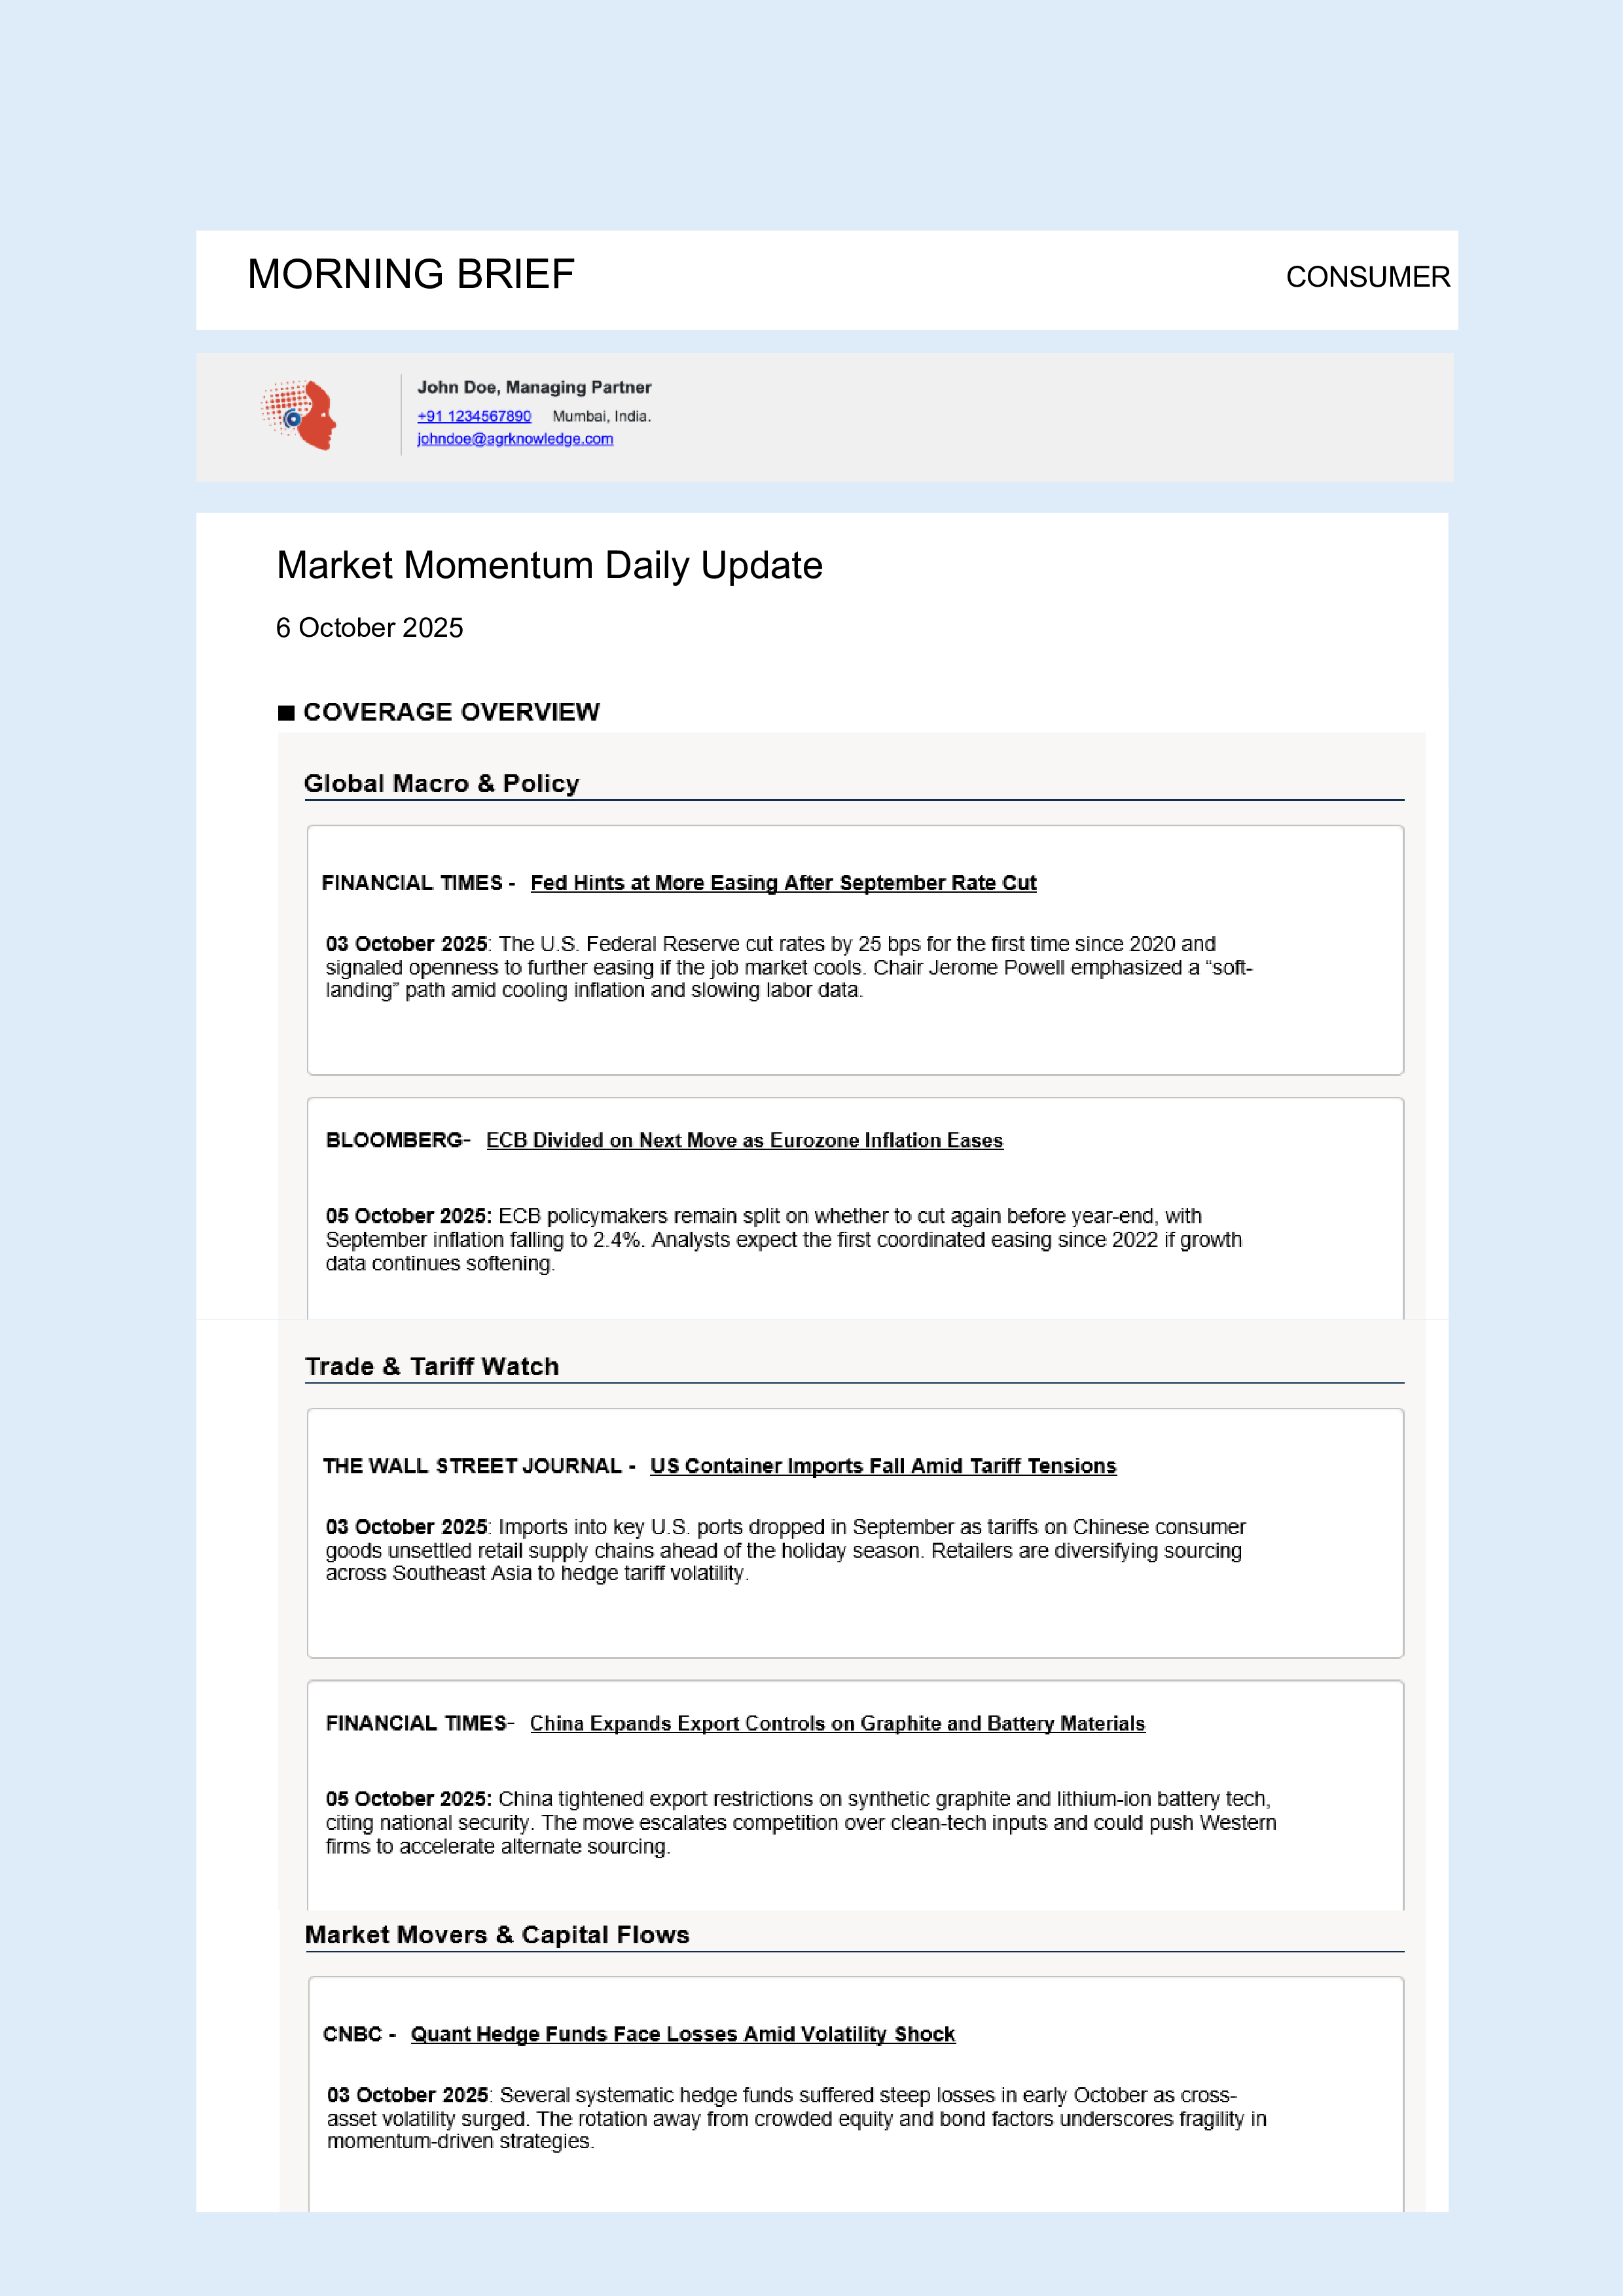 MORNING BRIEF
CONSUMER
John Doe, Managing Partner
+91 1234567890 Mumbai, India.
johndoe@agrknowledge.com
Market Momentum Daily Update
6 October 2025
■ COVERAGE OVERVIEW
Global Macro & Policy
FINANCIAL TIMES - Fed Hints at More Easing After September Rate Cut
03 October 2025: The U.S. Federal Reserve cut rates by 25 bps for the first time since 2020 and
signaled openness to further easing if the job market cools. Chair Jerome Powell emphasized a “soft-
landing” path amid cooling inflation and slowing labor data.
BLOOMBERG- ECB Divided on Next Move as Eurozone Inflation Eases
05 October 2025: ECB policymakers remain split on whether to cut again before year-end, with
September inflation falling to 2.4%. Analysts expect the first coordinated easing since 2022 if growth
data continues softening.
Trade & Tariff Watch
THE WALL STREET JOURNAL - US Container Imports Fall Amid Tariff Tensions
03 October 2025: Imports into key U.S. ports dropped in September as tariffs on Chinese consumer
goods unsettled retail supply chains ahead of the holiday season. Retailers are diversifying sourcing
across Southeast Asia to hedge tariff volatility.
FINANCIAL TIMES- China Expands Export Controls on Graphite and Battery Materials
05 October 2025: China tightened export restrictions on synthetic graphite and lithium-ion battery tech,
citing national security. The move escalates competition over clean-tech inputs and could push Western
firms to accelerate alternate sourcing.
Market Movers & Capital Flows
CNBC - Quant Hedge Funds Face Losses Amid Volatility Shock
03 October 2025: Several systematic hedge funds suffered steep losses in early October as cross-
asset volatility surged. The rotation away from crowded equity and bond factors underscores fragility in
momentum-driven strategies.